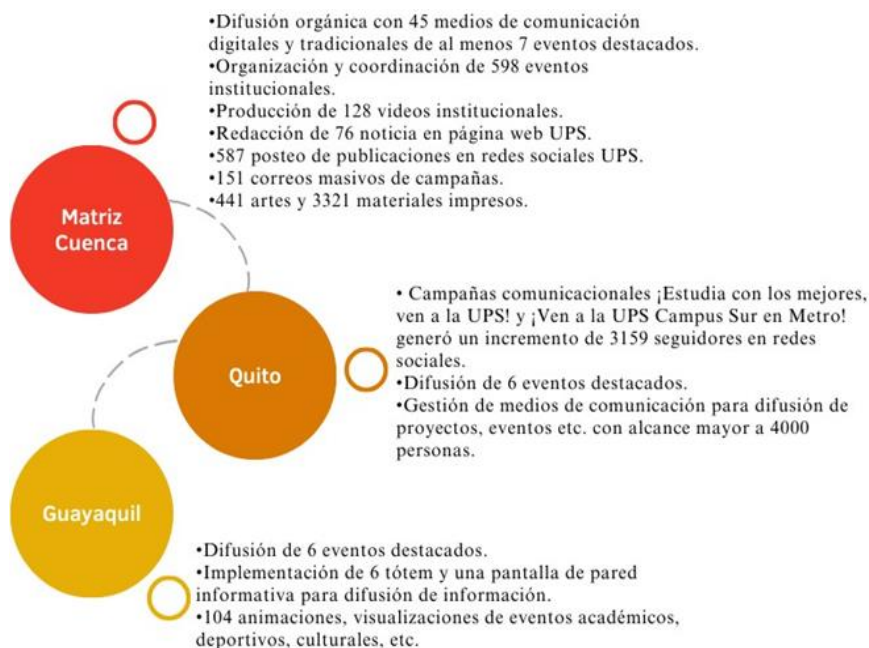 •Difusión orgánica con 45 medios de comunicación
digitales y tradicionales de al menos 7 eventos destacados.
•Organización y coordinación de 598 eventos
institucionales.
•Producción de 128 videos institucionales.
•Redacción de 76 noticia en página web UPS.
•587 posteo de publicaciones en redes sociales UPS.
•151 correos masivos de campañas.
•441 artes y 3321 materiales impresos.
Matriz
Cuenca
• Campañas comunicacionales ¡Estudia con los mejores,
ven a la UPS! y ¡Ven a la UPS Campus Sur en Metro!
generó un incremento de 3159 seguidores en redes
sociales.
•Difusión de 6 eventos destacados.
•Gestión de medios de comunicación para difusión de
proyectos, eventos etc. con alcance mayor a 4000
personas.
Quito
Guayaquil
•Difusión de 6 eventos destacados.
•Implementación de 6 tótem y una pantalla de pared
informativa para difusión de información.
•104 animaciones, visualizaciones de eventos académicos,
deportivos, culturales, etc.